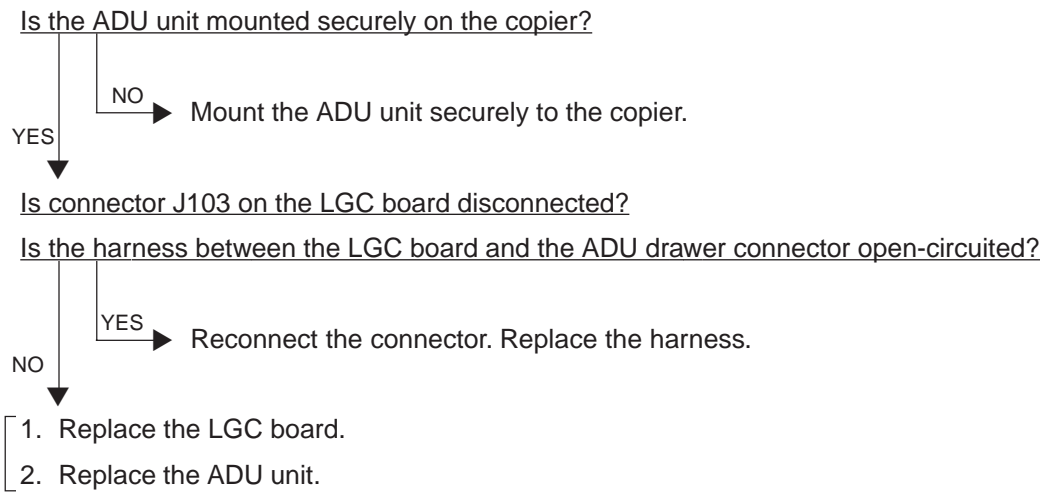 Is the ADU unit mounted securely on the copier?
NO
Mount the ADU unit securely to the copier.
YES
Is connector J103 on the LGC board disconnected?
Is the harness between the LGC board and the ADU drawer connector open-circuited?
YES
Reconnect the connector. Replace the harness.
NO
1. Replace the LGC board.
2. Replace the ADU unit.